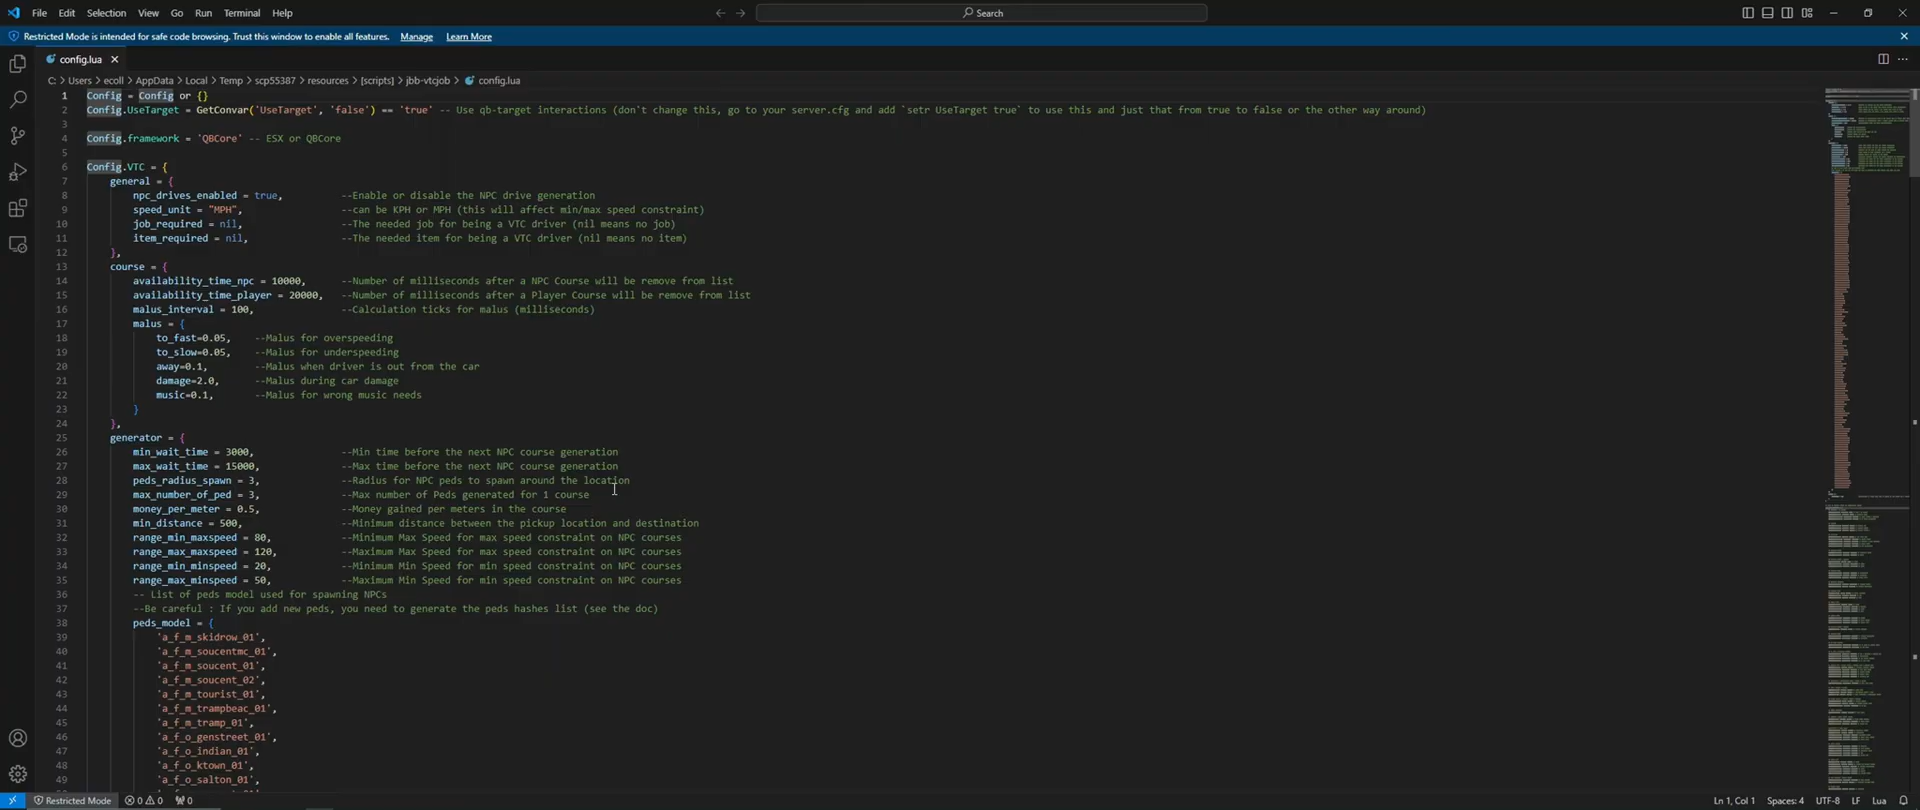 File Edit Selection View Go Run Terminal Help
Search
Restricted Mode is intended for safe code browsing. Trust this window to enable all features. Manage Learn More
config.lua
C: > Users > ecoll > AppData > Local > Temp > scp55387 > resources > [scripts] > jbb-vtcjob > config.lua
1 Config = Config or {}
2 Config.UseTarget = GetConvar('UseTarget', 'false') == 'true' -- Use qb-target interactions (don't change this, go to your server.cfg and add `setr UseTarget true` to use this and just that from true to false or the other way around)
3
4 Config.framework = 'QBCore' -- ESX or QBCore
5
6 Config.VTC = {
7 general = {
8 npc_drives_enabled = true, --Enable or disable the NPC drive generation
9 speed_unit = "MPH", --can be KPH or MPH (this will affect min/max speed constraint)
10 job_required = nil, --The needed job for being a VTC driver (nil means no job)
11 item_required = nil, --The needed item for being a VTC driver (nil means no item)
12 },
13 course = {
14 availability_time_npc = 10000, --Number of milliseconds after a NPC Course will be remove from list
15 availability_time_player = 20000, --Number of milliseconds after a Player Course will be remove from list
16 malus_interval = 100, --Calculation ticks for malus (milliseconds)
17 malus = {
18 to_fast=0.05, --Malus for overspeeding
19 to_slow=0.05, --Malus for underspeeding
20 away=0.1, --Malus when driver is out from the car
21 damage=2.0, --Malus during car damage
22 music=0.1, --Malus for wrong music needs
23 }
24 },
25 generator = {
26 min_wait_time = 3000, --Min time before the next NPC course generation
27 max_wait_time = 15000, --Max time before the next NPC course generation
28 peds_radius_spawn = 3, --Radius for NPC peds to spawn around the location
29 max_number_of_ped = 3, --Max number of Peds generated for 1 course
30 money_per_meter = 0.5, --Money gained per meters in the course
31 min_distance = 500, --Minimum distance between the pickup location and destination
32 range_min_maxspeed = 80, --Minimum Max Speed for max speed constraint on NPC courses
33 range_max_maxspeed = 120, --Maximum Max Speed for max speed constraint on NPC courses
34 range_min_minspeed = 20, --Minimum Min Speed for min speed constraint on NPC courses
35 range_max_minspeed = 50, --Maximum Min Speed for min speed constraint on NPC courses
36 -- List of peds model used for spawning NPCs
37 --Be careful : If you add new peds, you need to generate the peds hashes list (see the doc)
38 peds_model = {
39 'a_f_m_skidrow_01',
40 'a_f_m_soucentmc_01',
41 'a_f_m_soucent_01',
42 'a_f_m_soucent_02',
43 'a_f_m_tourist_01',
44 'a_f_m_trampbeac_01',
45 'a_f_m_tramp_01',
46 'a_f_o_genstreet_01',
47 'a_f_o_indian_01',
48 'a_f_o_ktown_01',
49 'a_f_o_salton_01',
Restricted Mode 0 0 0 Ln 1, Col 1 Spaces: 4 UTF-8 LF Lua